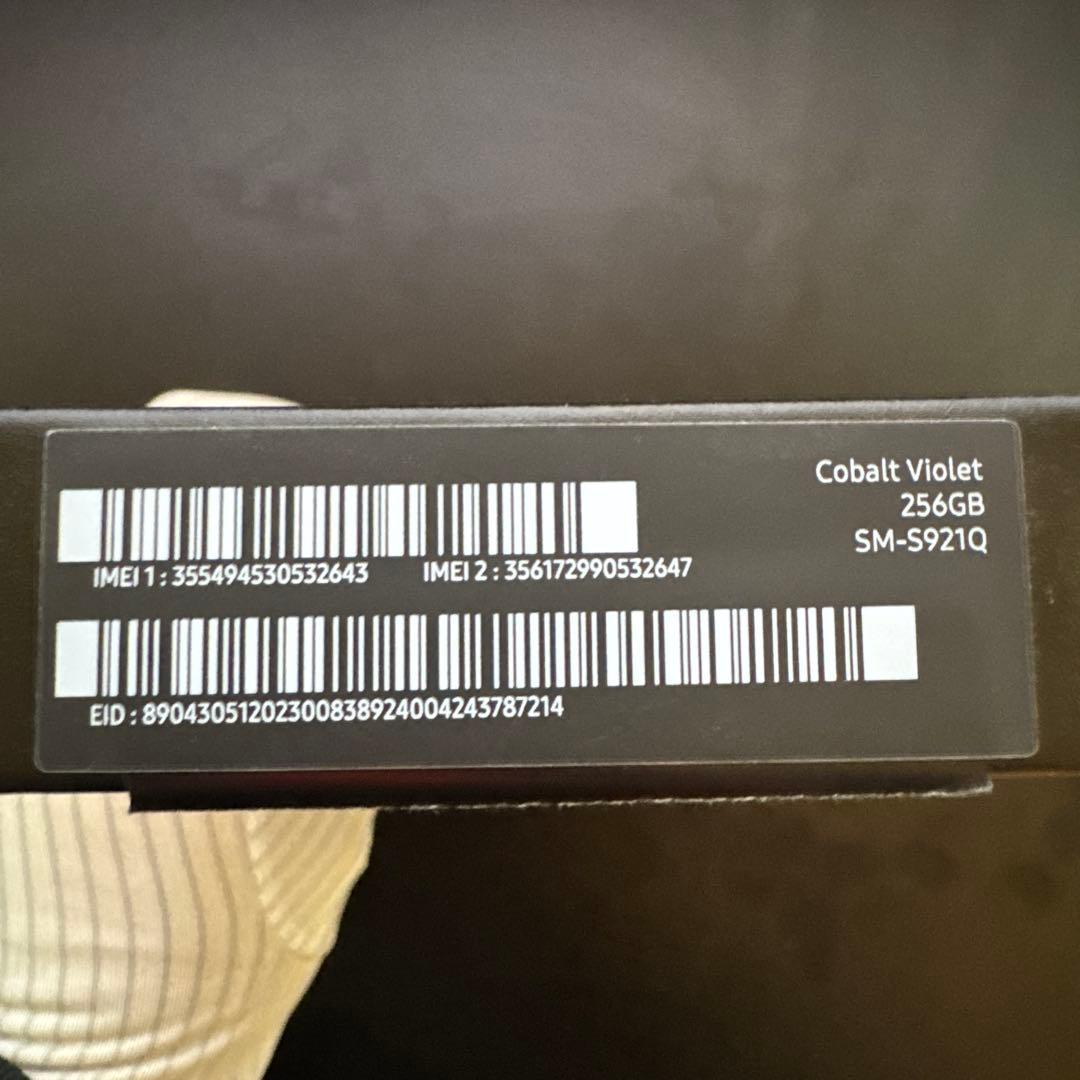 Cobalt Violet
256GB
SM-S921Q
IMEI 1 : 355494530532643 IMEI 2 : 356172990532647
EID : 89043051202300838924004243787214